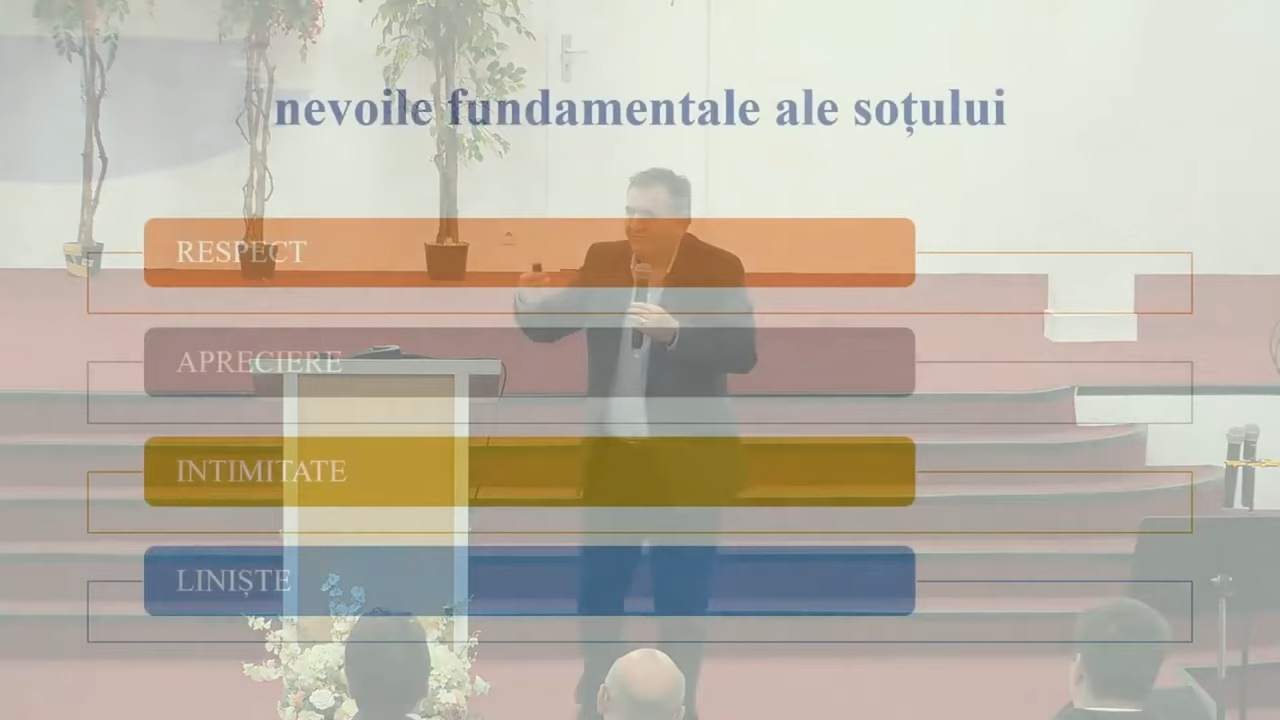 nevoile fundamentale ale soțului
RESPECT
APRECIERE
INTIMITATE
LINIȘTE